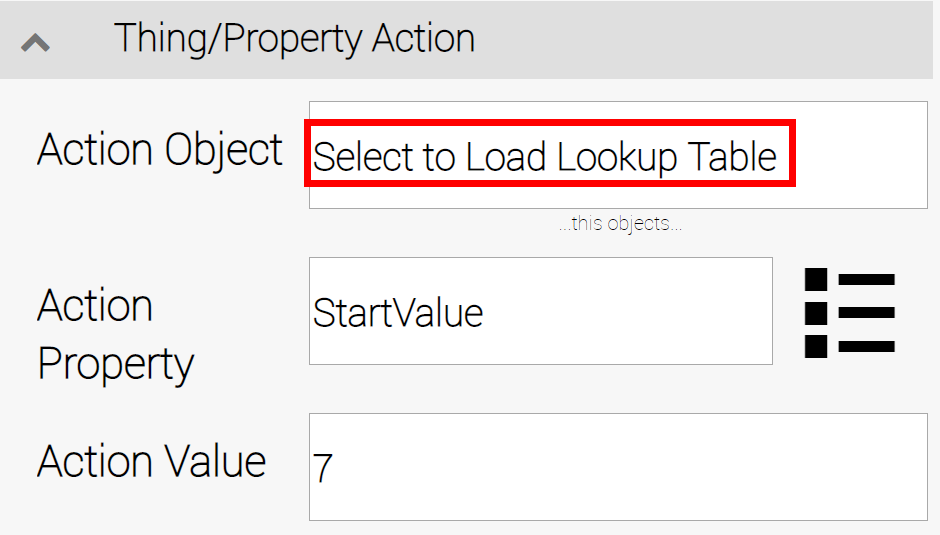 Thing/Property Action
Action Object
Select to Load Lookup Table
...this objects...
Action
Property
StartValue
Action Value
7